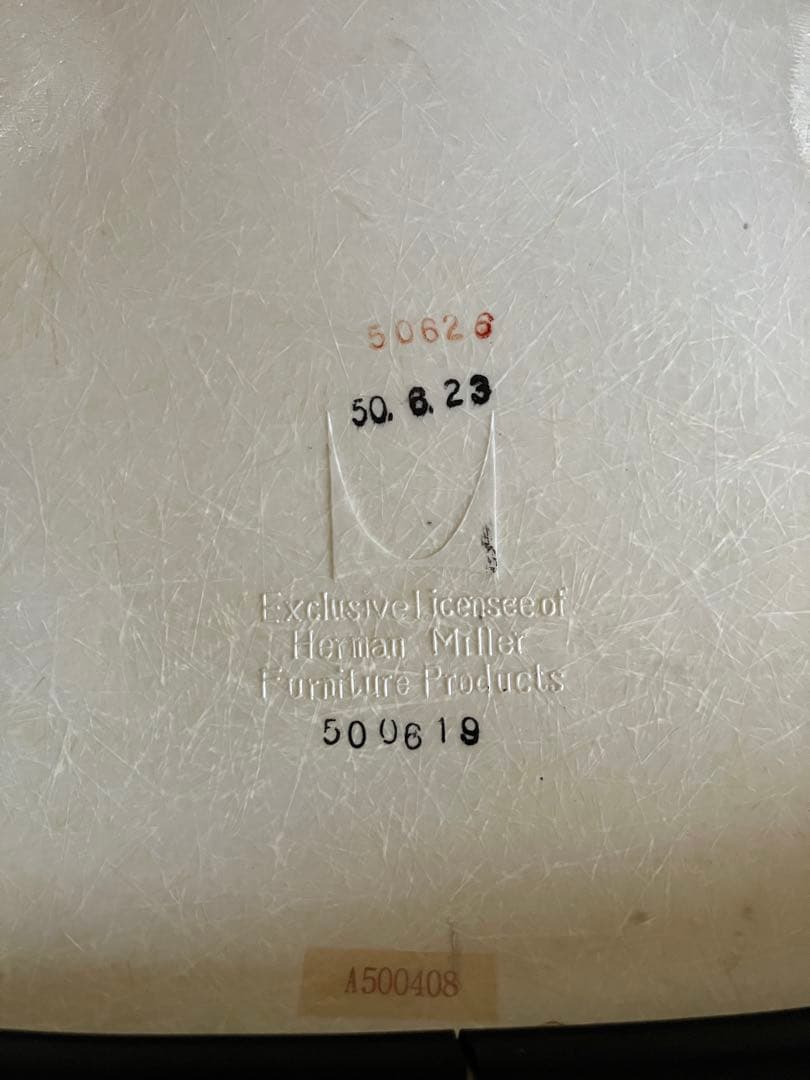 50626
50. 6. 23
Exclusive Licensee of
Herman Miller
Furniture Products
500619
A500408